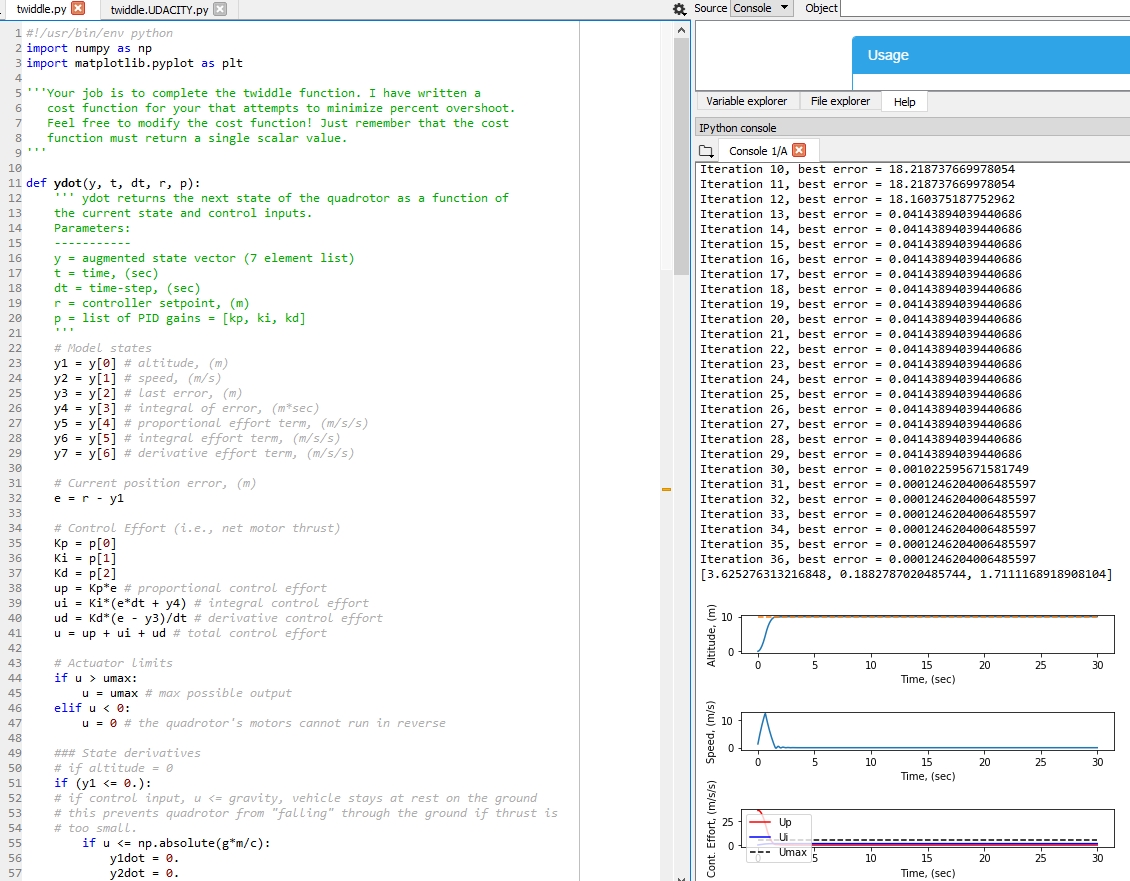 twiddle.py
twiddle.UDACITY.py
Source Console Object
1 #!/usr/bin/env python
2 import numpy as np
3 import matplotlib.pyplot as plt
4
5 '''Your job is to complete the twiddle function. I have written a
6 cost function for your that attempts to minimize percent overshoot.
7 Feel free to modify the cost function! Just remember that the cost
8 function must return a single scalar value.
9 '''
10
11 def ydot(y, t, dt, r, p):
12 ''' ydot returns the next state of the quadrotor as a function of
13 the current state and control inputs.
14 Parameters:
15 -----------
16 y = augmented state vector (7 element list)
17 t = time, (sec)
18 dt = time-step, (sec)
19 r = controller setpoint, (m)
20 p = list of PID gains = [kp, ki, kd]
21 '''
22 # Model states
23 y1 = y[0] # altitude, (m)
24 y2 = y[1] # speed, (m/s)
25 y3 = y[2] # last error, (m)
26 y4 = y[3] # integral of error, (m*sec)
27 y5 = y[4] # proportional effort term, (m/s/s)
28 y6 = y[5] # integral effort term, (m/s/s)
29 y7 = y[6] # derivative effort term, (m/s/s)
30
31 # Current position error, (m)
32 e = r - y1
33
34 # Control Effort (i.e., net motor thrust)
35 Kp = p[0]
36 Ki = p[1]
37 Kd = p[2]
38 up = Kp*e # proportional control effort
39 ui = Ki*(e*dt + y4) # integral control effort
40 ud = Kd*(e - y3)/dt # derivative control effort
41 u = up + ui + ud # total control effort
42
43 # Actuator limits
44 if u > umax:
45 u = umax # max possible output
46 elif u < 0:
47 u = 0 # the quadrotor's motors cannot run in reverse
48
49 ### State derivatives
50 # if altitude = 0
51 if (y1 <= 0.):
52 # if control input, u <= gravity, vehicle stays at rest on the ground
53 # this prevents quadrotor from "falling" through the ground if thrust is
54 # too small.
55 if u <= np.absolute(g*m/c):
56 y1dot = 0.
57 y2dot = 0.
Usage
Variable explorer File explorer Help
IPython console
Console 1/A
Iteration 10, best error = 18.218737669978054
Iteration 11, best error = 18.218737669978054
Iteration 12, best error = 18.160375187752962
Iteration 13, best error = 0.04143894039440686
Iteration 14, best error = 0.04143894039440686
Iteration 15, best error = 0.04143894039440686
Iteration 16, best error = 0.04143894039440686
Iteration 17, best error = 0.04143894039440686
Iteration 18, best error = 0.04143894039440686
Iteration 19, best error = 0.04143894039440686
Iteration 20, best error = 0.04143894039440686
Iteration 21, best error = 0.04143894039440686
Iteration 22, best error = 0.04143894039440686
Iteration 23, best error = 0.04143894039440686
Iteration 24, best error = 0.04143894039440686
Iteration 25, best error = 0.04143894039440686
Iteration 26, best error = 0.04143894039440686
Iteration 27, best error = 0.04143894039440686
Iteration 28, best error = 0.04143894039440686
Iteration 29, best error = 0.04143894039440686
Iteration 30, best error = 0.001022595671581749
Iteration 31, best error = 0.0001246204006485597
Iteration 32, best error = 0.0001246204006485597
Iteration 33, best error = 0.0001246204006485597
Iteration 34, best error = 0.0001246204006485597
Iteration 35, best error = 0.0001246204006485597
Iteration 36, best error = 0.0001246204006485597
[3.625276313216848, 0.1882787020485744, 1.7111168918908104]
Altitude, (m)
10
0
0 5 10 15 20 25 30
Time, (sec)
Speed, (m/s)
10
0
0 5 10 15 20 25 30
Time, (sec)
Cont. Effort, (m/s/s)
25
0
Up
Ui
Umax
0 5 10 15 20 25 30
Time, (sec)